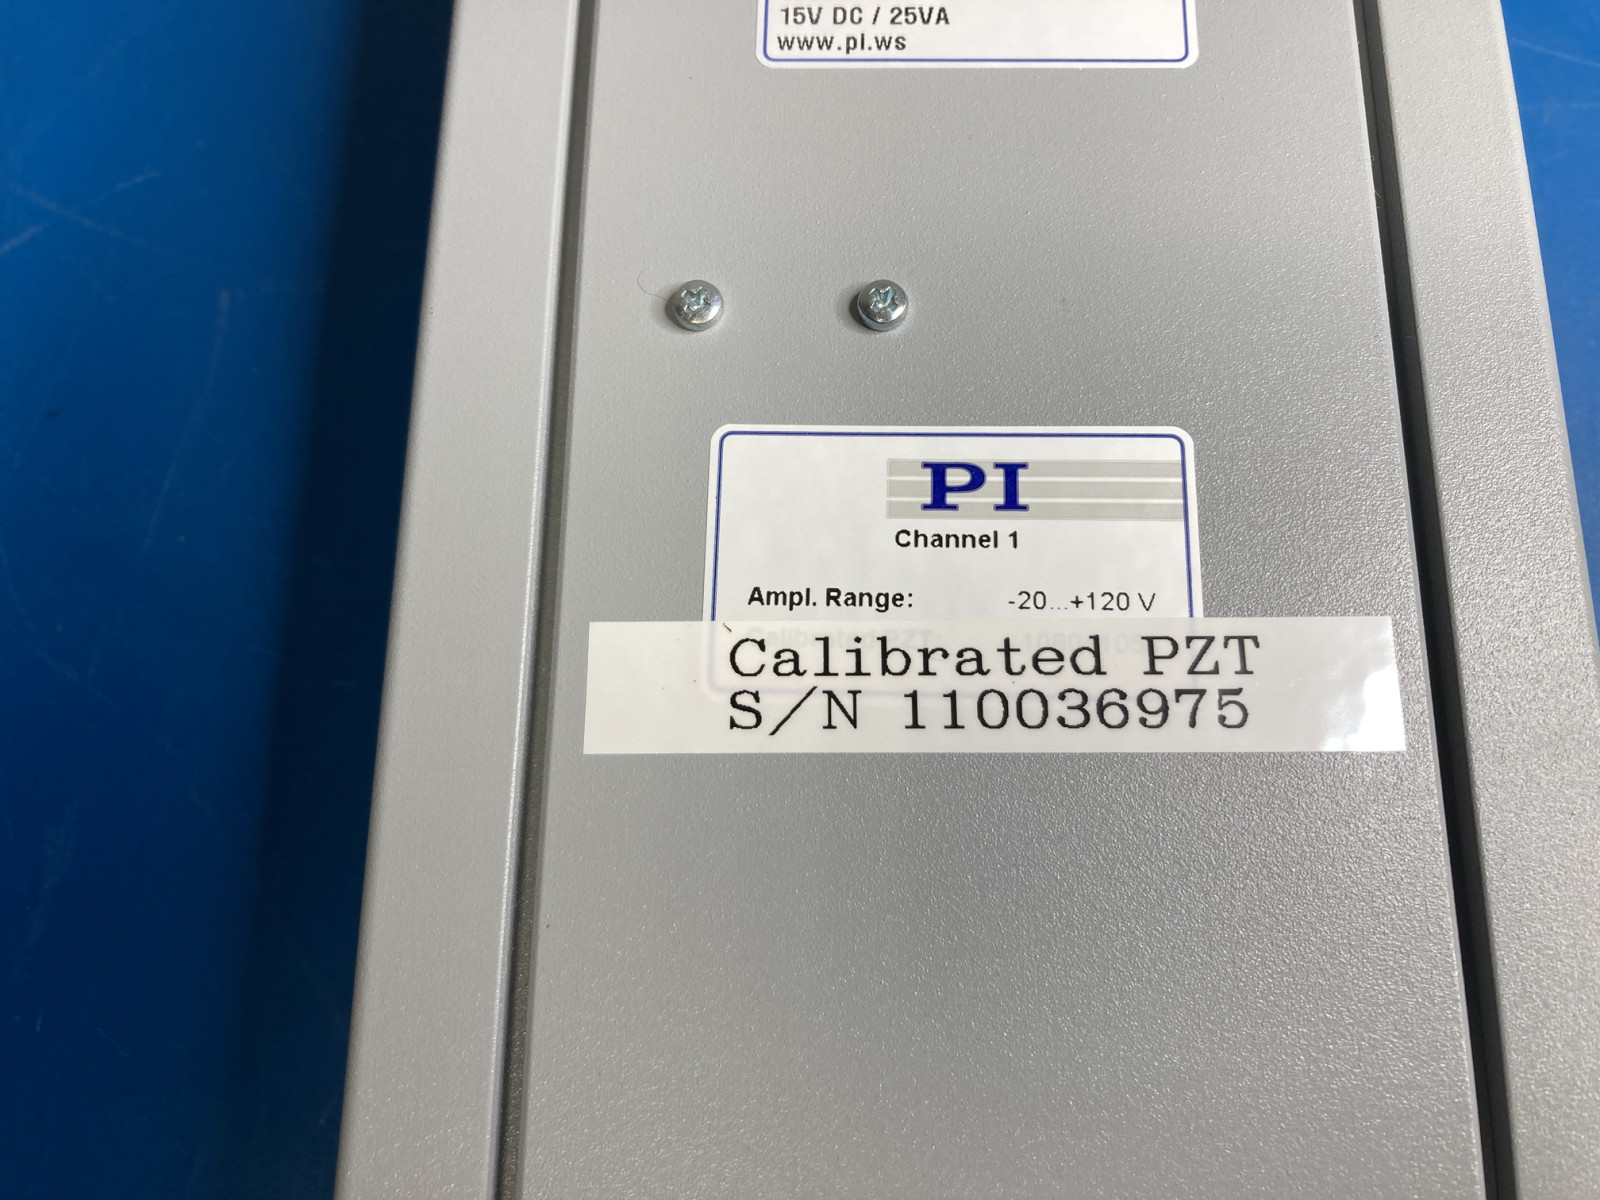 15V DC / 25VA
www.pi.ws
PI
Channel 1
Ampl. Range: -20...+120 V
Calibrated PZT
S/N 110036975